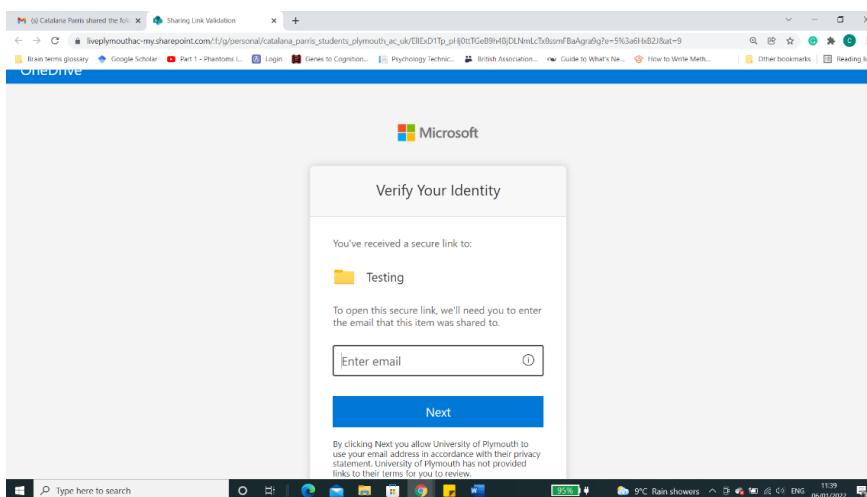 (s) Catalana Parris shared the fol
Sharing Link Validation
liveplymouthac-my.sharepoint.com/:f:/g/personal/catalana_parris_students_plymouth_ac_uk/
Brain terms glossary
Google Scholar
Part 1 - Phantoms I...
Login
Genes to Cognition...
Psychology Technic...
British Association...
Guide to What's Ne...
How to Write Meth...
Other bookmarks
Reading li
OneDrive
Microsoft
Verify Your Identity
You've received a secure link to:
Testing
To open this secure link, we'll need you to enter
the email that this item was shared to.
Enter email
Next
By clicking Next you allow University of Plymouth to
use your email address in accordance with their privacy
statement. University of Plymouth has not provided
links to their terms for you to review.
Type here to search
95%
9°C Rain showers
ENG
11:39
06/01/2022